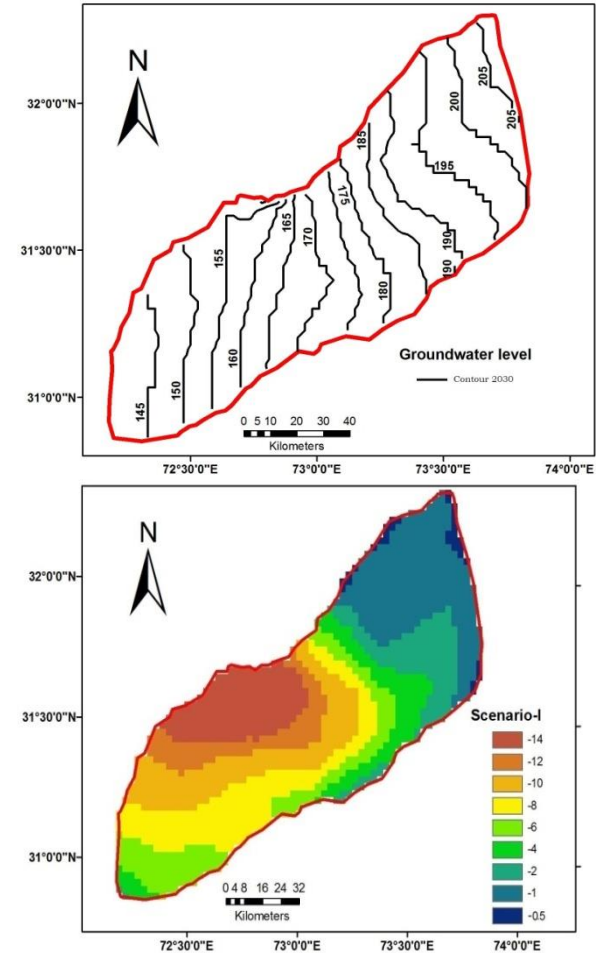 N
32°0'0"N
31°30'0"N
31°0'0"N
145
150
155
160
165
170
175
180
185
190
190
195
200
205
205
Groundwater level
Contour 2030
0 5 10 20 30 40
Kilometers
72°30'0"E 73°0'0"E 73°30'0"E 74°0'0"E
N
32°0'0"N
31°30'0"N
31°0'0"N
Scenario-I
-14
-12
-10
-8
-6
-4
-2
-1
-0.5
0 4 8 16 24 32
Kilometers
72°30'0"E 73°0'0"E 73°30'0"E 74°0'0"E